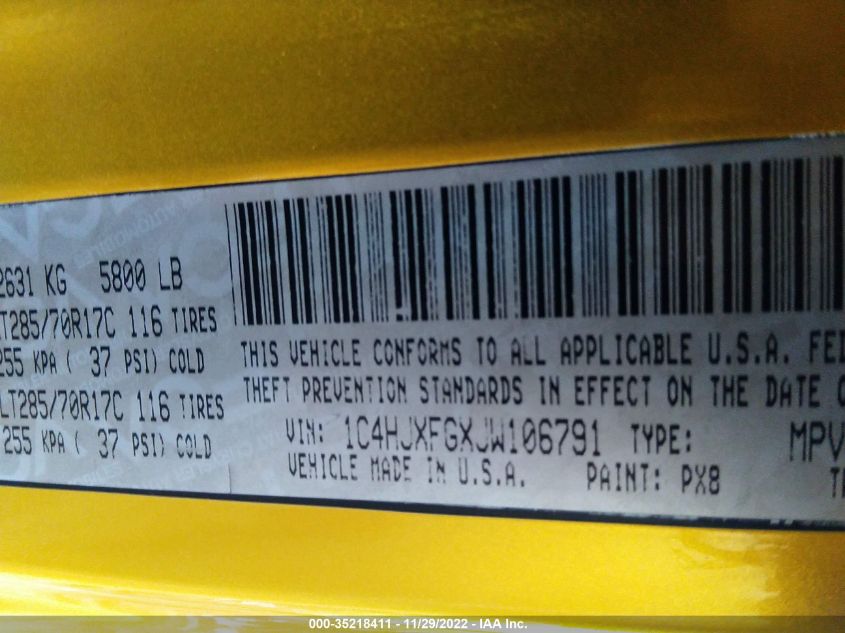 2631 KG 5800 LB
LT285/70R17C 116 TIRES
255 KPA ( 37 PSI) COLD
LT285/70R17C 116 TIRES
255 KPA ( 37 PSI) COLD
THIS VEHICLE CONFORMS TO ALL APPLICABLE U.S.A. FED
THEFT PREVENTION STANDARDS IN EFFECT ON THE DATE O
VIN: 1C4HJXFGXJW106791 TYPE: MPV
VEHICLE MADE IN U.S.A. PAINT: PX8
000-35218411 - 11/29/2022 - IAA Inc.